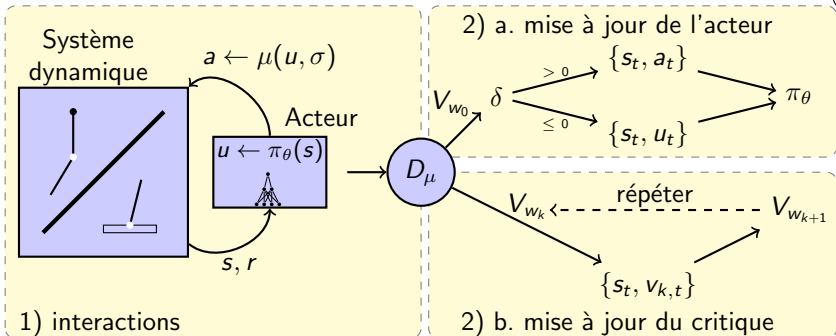 Système
dynamique
a ← μ(u, σ)
Acteur
u ← π_θ(s)
s, r
1) interactions
D_μ
2) a. mise à jour de l'acteur
V_{w_0}
δ
> 0
≤ 0
{s_t, a_t}
{s_t, u_t}
π_θ
répéter
V_{w_k}
V_{w_{k+1}}
{s_t, v_{k,t}}
2) b. mise à jour du critique